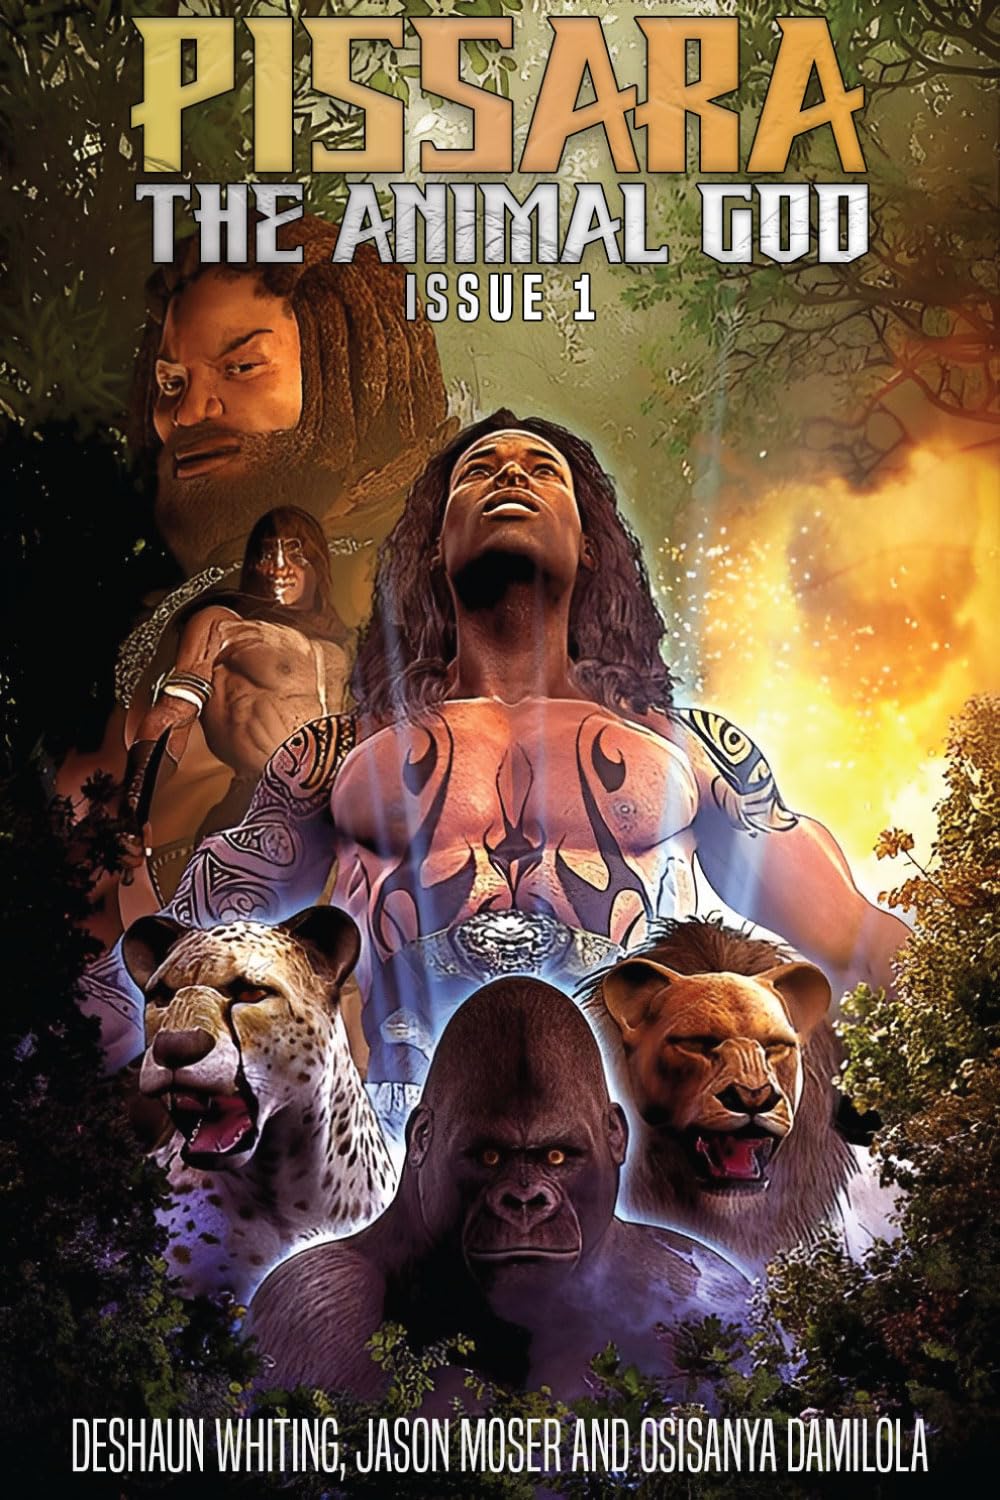 PISSARA
THE ANIMAL GOD
ISSUE 1
DESHAUN WHITING, JASON MOSER AND OSISANYA DAMILOLA